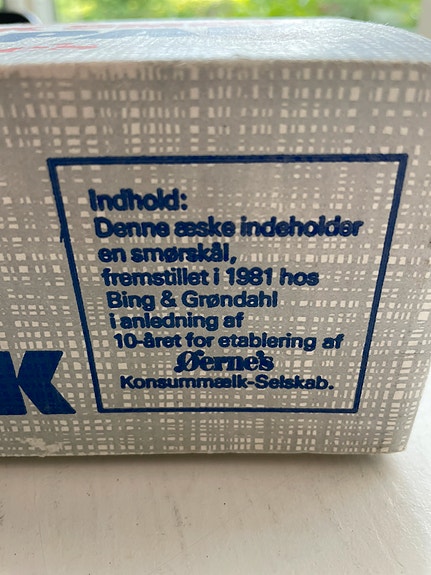 Indhold:
Denne æske indeholder
en smørskål,
fremstillet i 1981 hos
Bing & Grøndahl
i anledning af
10-året for etablering af
Øerne's
Konsummælk-Selskab.
K